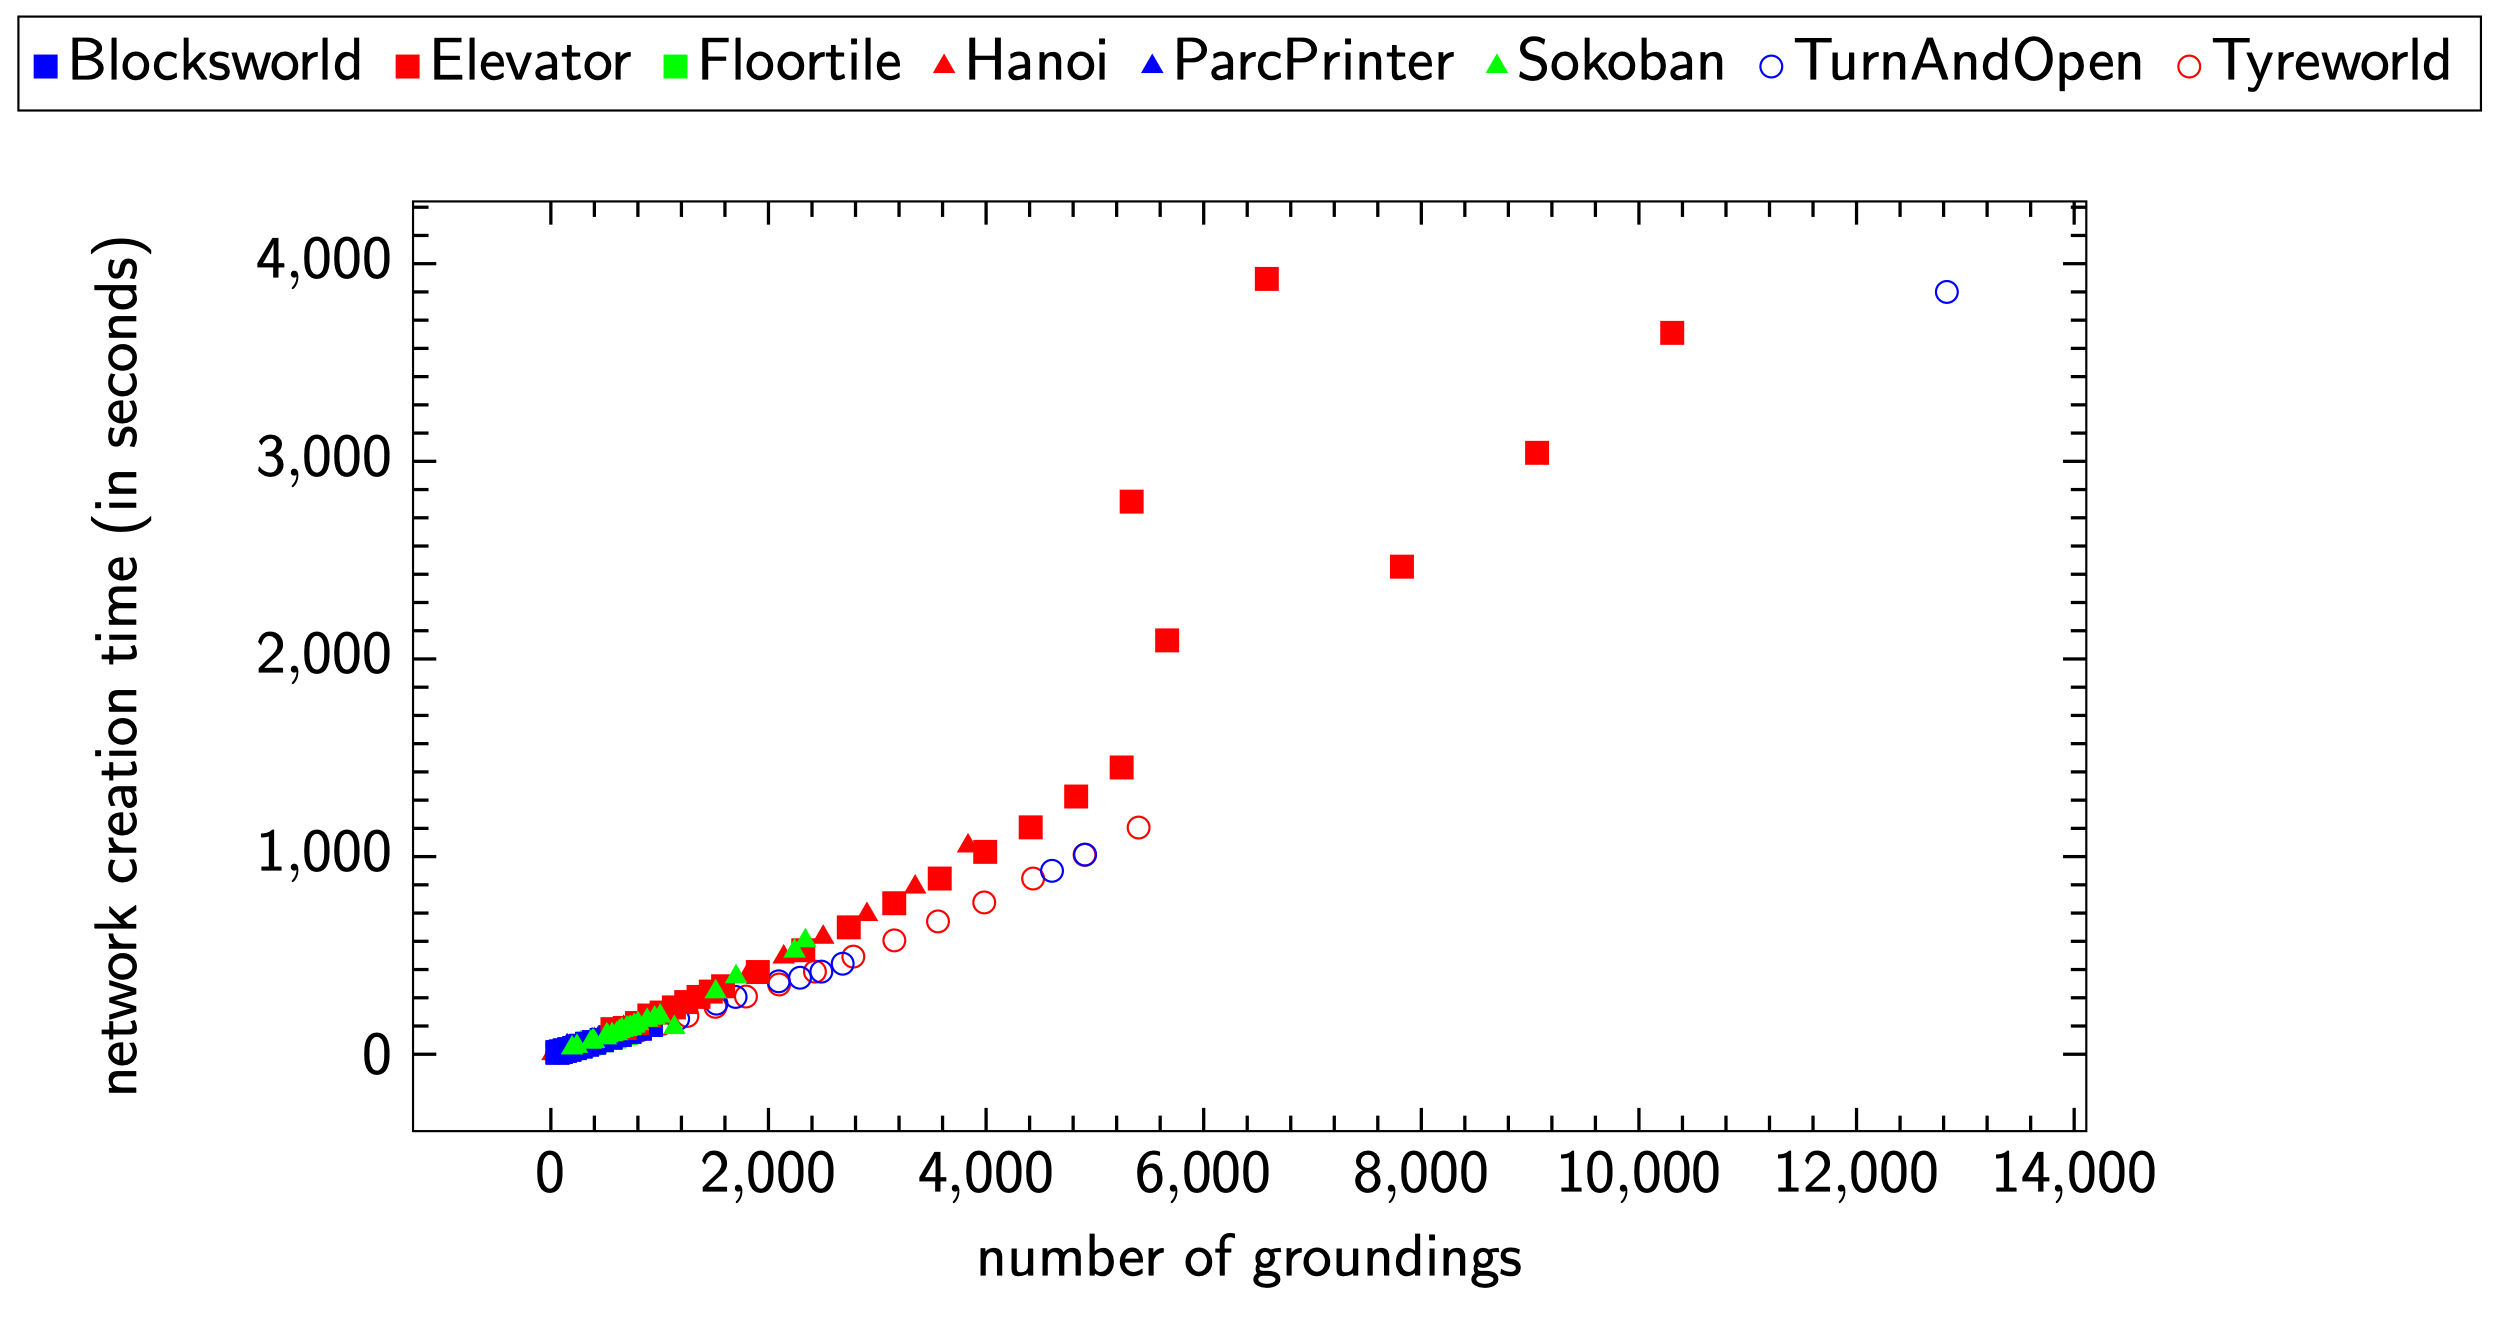 Blocksworld Elevator Floortile Hanoi ParcPrinter Sokoban TurnAndOpen Tyreworld
4,000
3,000
2,000
1,000
0
network creation time (in seconds)
0 2,000 4,000 6,000 8,000 10,000 12,000 14,000
number of groundings